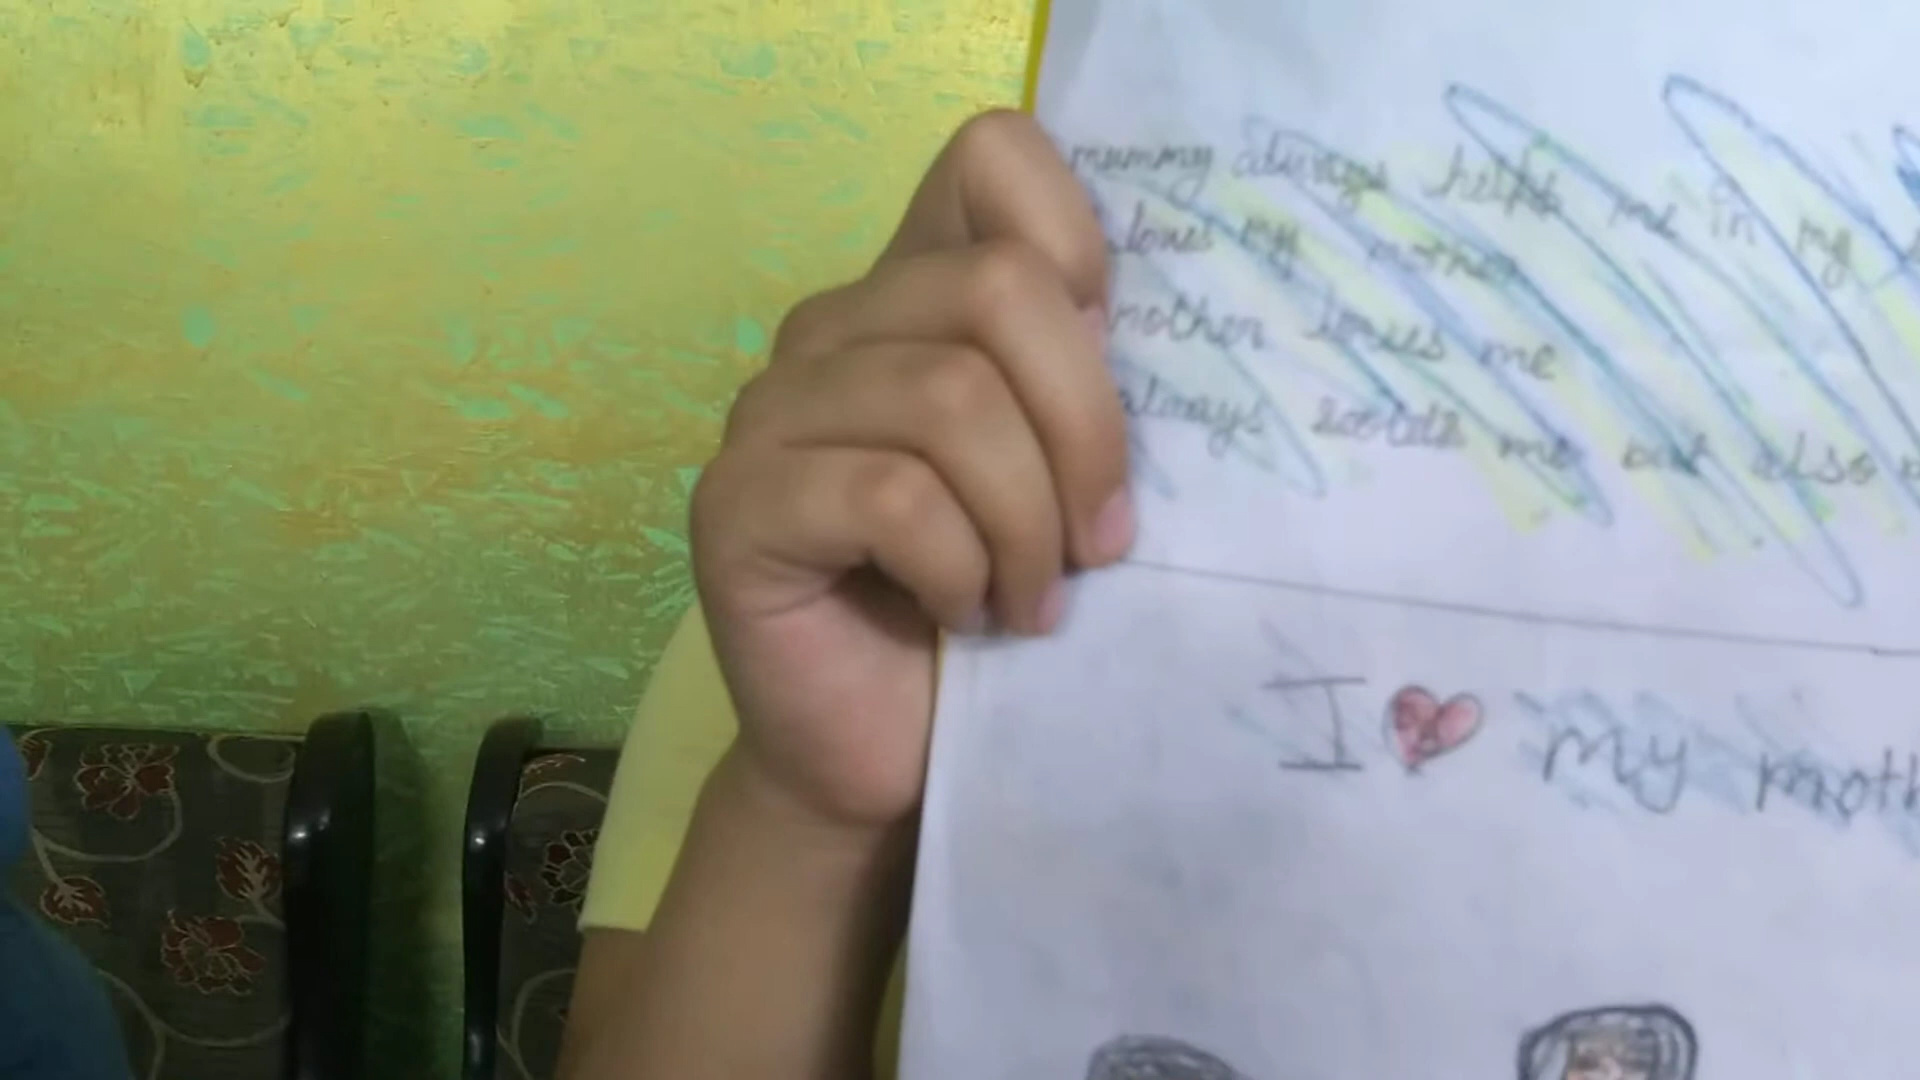 mummy always helps me in my
loves my mother
mother loves me
always scolds me but also
I ❤ my moth